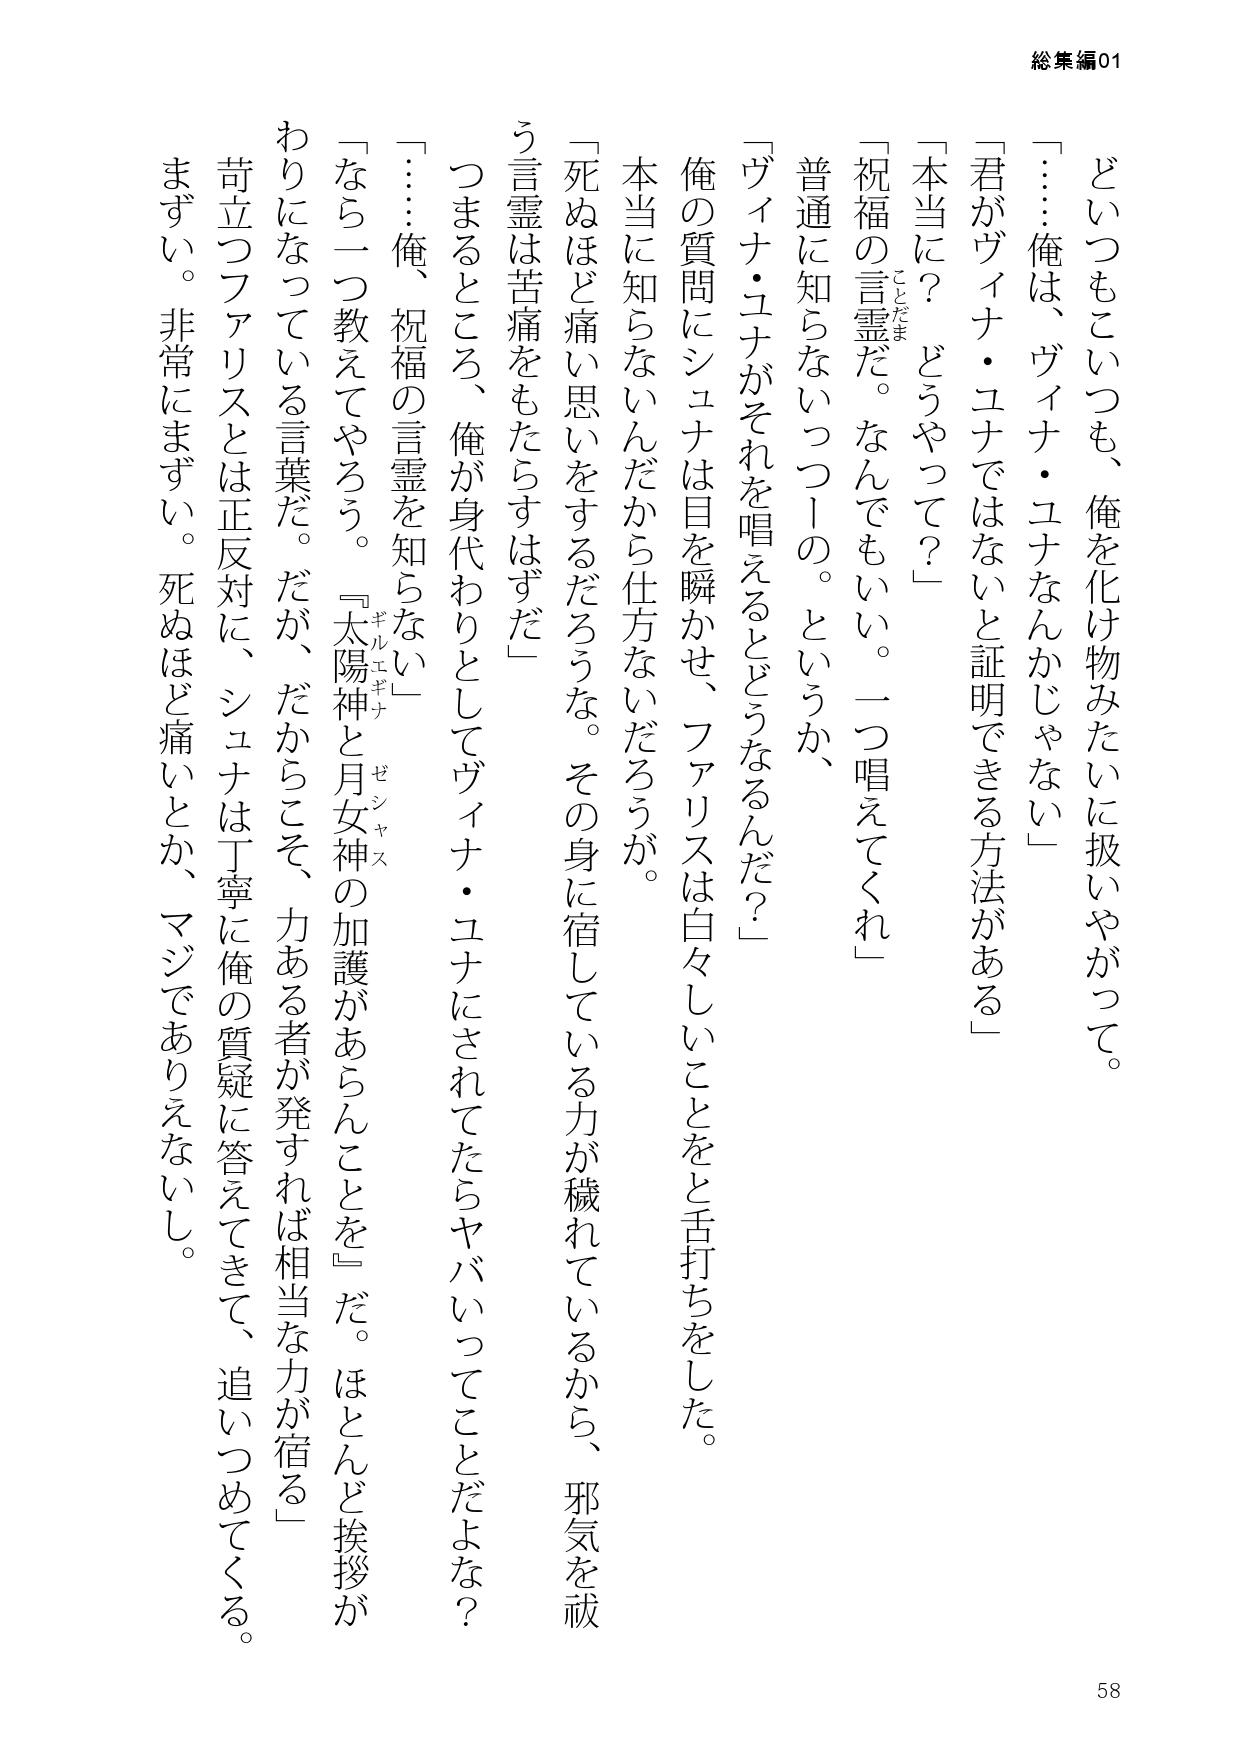 総集編01
どいつもこいつも、俺を化け物みたいに扱いやがって。
「……俺は、ヴィナ・ユナなんかじゃない」
「君がヴィナ・ユナではないと証明できる方法がある」
「本当に？　どうやって？」
「祝福の言霊だ。なんでもいい。一つ唱えてくれ」
ことだま
普通に知らないっつーの。というか、
「ヴィナ・ユナがそれを唱えるとどうなるんだ？」
俺の質問にシュナは目を瞬かせ、ファリスは白々しいことをと舌打ちをした。
本当に知らないんだから仕方ないだろうが。
「死ぬほど痛い思いをするだろうな。その身に宿している力が穢れているから、邪気を祓
う言霊は苦痛をもたらすはずだ」
つまるところ、俺が身代わりとしてヴィナ・ユナにされてたらヤバいってことだよな？
「……俺、祝福の言霊を知らない」
「なら一つ教えてやろう。『太陽神と月女神の加護があらんことを』だ。ほとんど挨拶が
ギルエギナ　ゼシャス
わりになっている言葉だ。だが、だからこそ、力ある者が発すれば相当な力が宿る」
苛立つファリスとは正反対に、シュナは丁寧に俺の質疑に答えてきて、追いつめてくる。
まずい。非常にまずい。死ぬほど痛いとか、マジでありえないし。
58